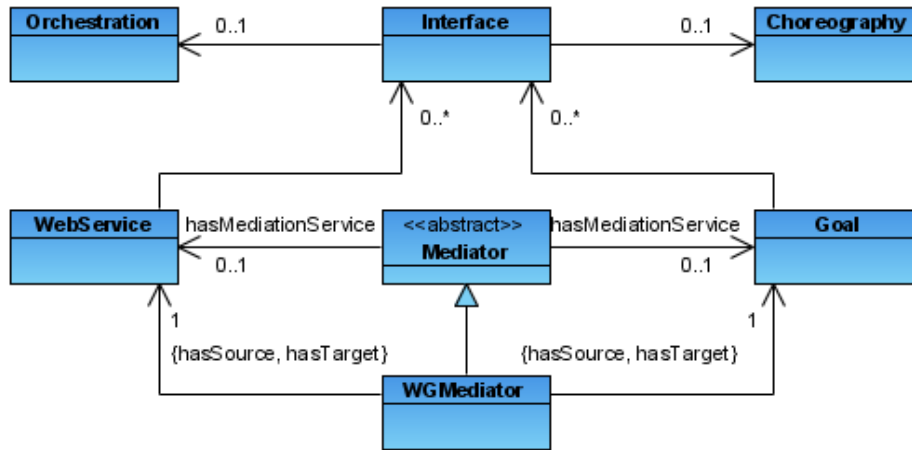 Orchestration
0..1
Interface
0..1
Choreography
0..*
0..*
WebService
hasMediationService
0..1
<<abstract>>
Mediator
hasMediationService
0..1
Goal
1
{hasSource, hasTarget}
1
{hasSource, hasTarget}
WGMediator